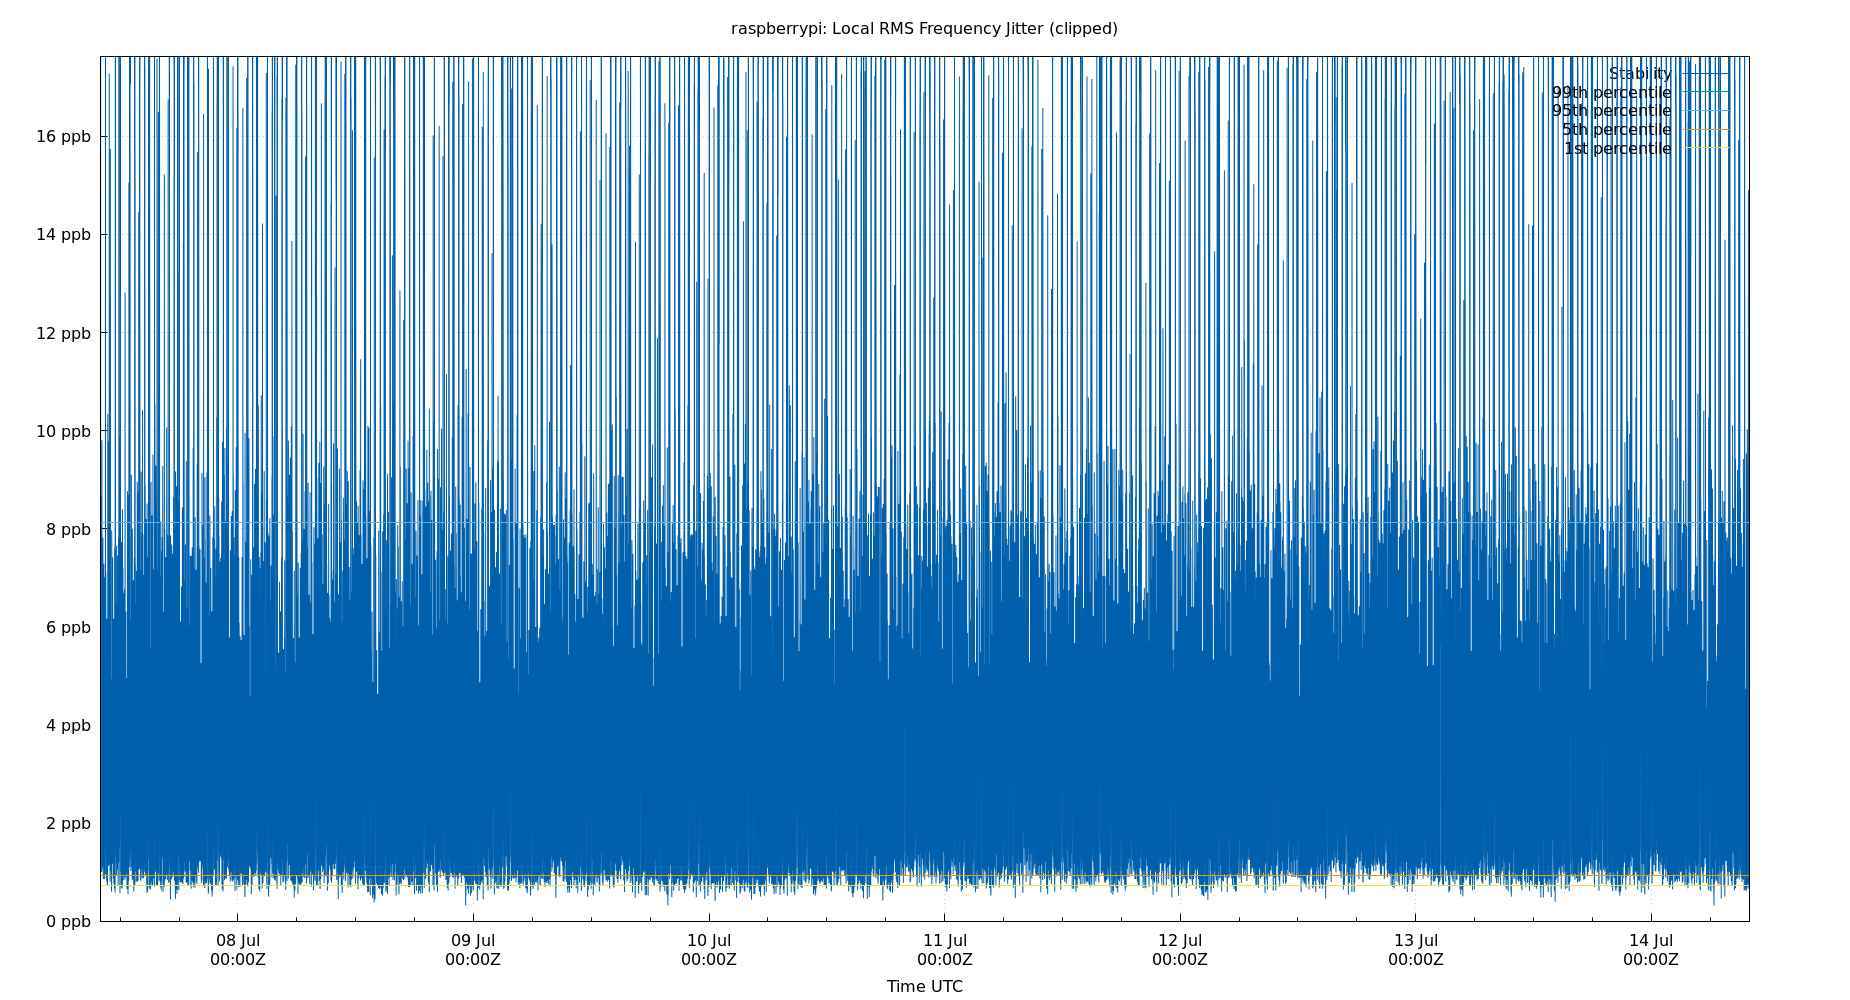 raspberrypi: Local RMS Frequency Jitter (clipped)
Stability
99th percentile
95th percentile
5th percentile
1st percentile
16 ppb
14 ppb
12 ppb
10 ppb
8 ppb
6 ppb
4 ppb
2 ppb
0 ppb
08 Jul 09 Jul 10 Jul 11 Jul 12 Jul 13 Jul 14 Jul
00:00Z 00:00Z 00:00Z 00:00Z 00:00Z 00:00Z 00:00Z
Time UTC